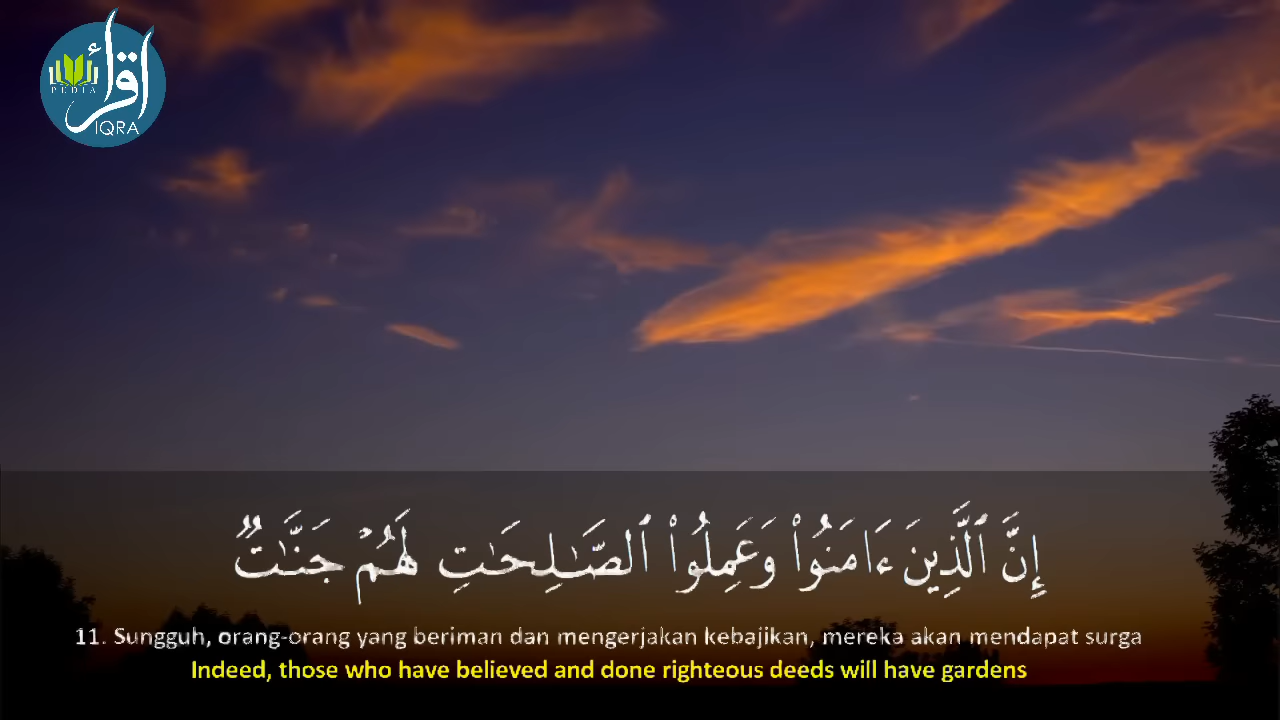 اقرأ
PEDIA
IQRA
إِنَّ ٱلَّذِينَ ءَامَنُوا۟ وَعَمِلُوا۟ ٱلصَّـٰلِحَـٰتِ لَهُمْ جَنَّـٰتٌ
11. Sungguh, orang-orang yang beriman dan mengerjakan kebajikan, mereka akan mendapat surga
Indeed, those who have believed and done righteous deeds will have gardens